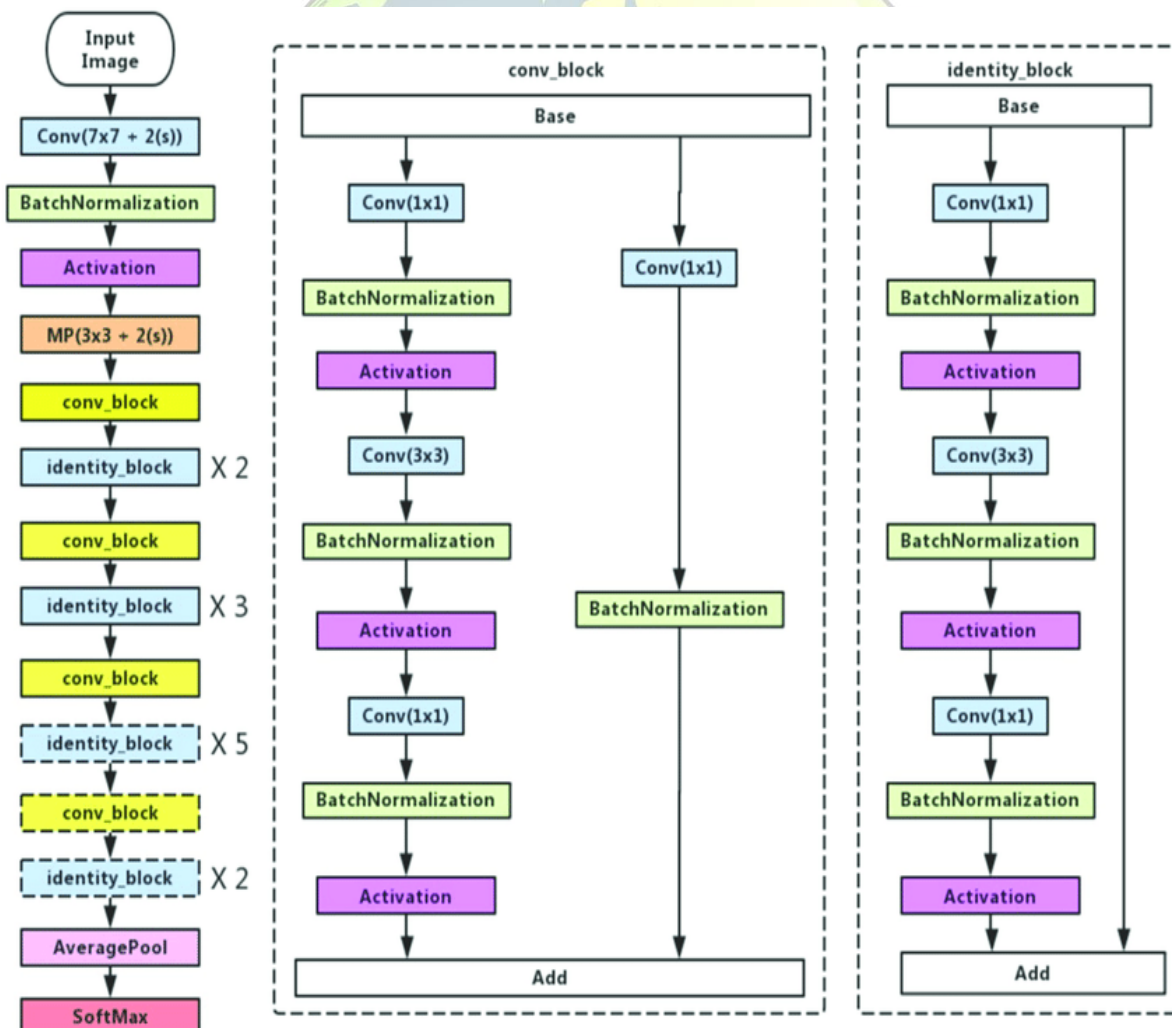 Input
Image
Conv(7x7 + 2(s))
BatchNormalization
Activation
MP(3x3 + 2(s))
conv_block
identity_block X 2
conv_block
identity_block X 3
conv_block
identity_block X 5
conv_block
identity_block X 2
AveragePool
SoftMax
conv_block
Base
Conv(1x1)
Conv(1x1)
BatchNormalization
Activation
Conv(3x3)
BatchNormalization
BatchNormalization
Activation
Conv(1x1)
BatchNormalization
Activation
Add
identity_block
Base
Conv(1x1)
BatchNormalization
Activation
Conv(3x3)
BatchNormalization
Activation
Conv(1x1)
BatchNormalization
Activation
Add